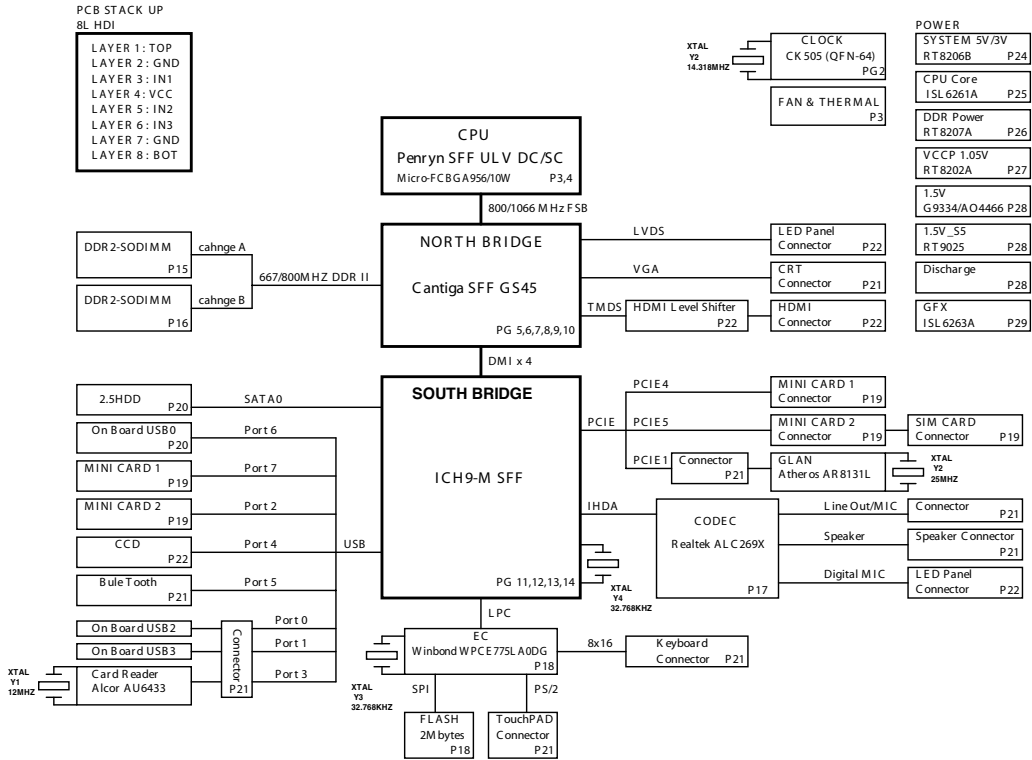 PCB STACK UP
8L HDI
LAYER 1 : TOP
LAYER 2 : GND
LAYER 3 : IN1
LAYER 4 : VCC
LAYER 5 : IN2
LAYER 6 : IN3
LAYER 7 : GND
LAYER 8 : BOT
XTAL
Y2
14.318MHZ
CLOCK
CK505 (QFN-64)
PG2
FAN & THERMAL
P3
POWER
SYSTEM 5V/3V
RT8206B P24
CPU Core
ISL6261A P25
DDR Power
RT8207A P26
VCCP 1.05V
RT8202A P27
1.5V
G9334/AO4466 P28
1.5V_S5
RT9025 P28
Discharge
P28
GFX
ISL6263A P29
CPU
Penryn SFF ULV DC/SC
Micro-FCBGA956/10W P3,4
800/1066 MHz FSB
NORTH BRIDGE
Cantiga SFF GS45
PG 5,6,7,8,9,10
DDR2-SODIMM
P15
cahnge A
DDR2-SODIMM
P16
cahnge B
667/800MHZ DDR II
LVDS
LED Panel
Connector P22
VGA
CRT
Connector P21
TMDS
HDMI Level Shifter
P22
HDMI
Connector P22
DMI x 4
SOUTH BRIDGE
ICH9-M SFF
PG 11,12,13,14
2.5HDD
P20
SATA0
On Board USB0
P20
Port 6
MINI CARD 1
P19
Port 7
MINI CARD 2
P19
Port 2
CCD
P22
Port 4
USB
Bule Tooth
P21
Port 5
On Board USB2
Port 0
On Board USB3
Port 1
XTAL
Y1
12MHZ
Card Reader
Alcor AU6433
Connector
P21
Port 3
PCIE
PCIE4
MINI CARD 1
Connector P19
PCIE5
MINI CARD 2
Connector P19
SIM CARD
Connector P19
PCIE1
Connector
P21
GLAN
Atheros AR8131L
XTAL
Y2
25MHZ
IHDA
CODEC
Realtek ALC269X
P17
Line Out/MIC
Connector
P21
Speaker
Speaker Connector
P21
Digital MIC
LED Panel
Connector P22
XTAL
Y4
32.768KHZ
LPC
EC
Winbond WPCE775LA0DG
P18
XTAL
Y3
32.768KHZ
8x16
Keyboard
Connector P21
SPI
PS/2
FLASH
2Mbytes
P18
TouchPAD
Connector
P21